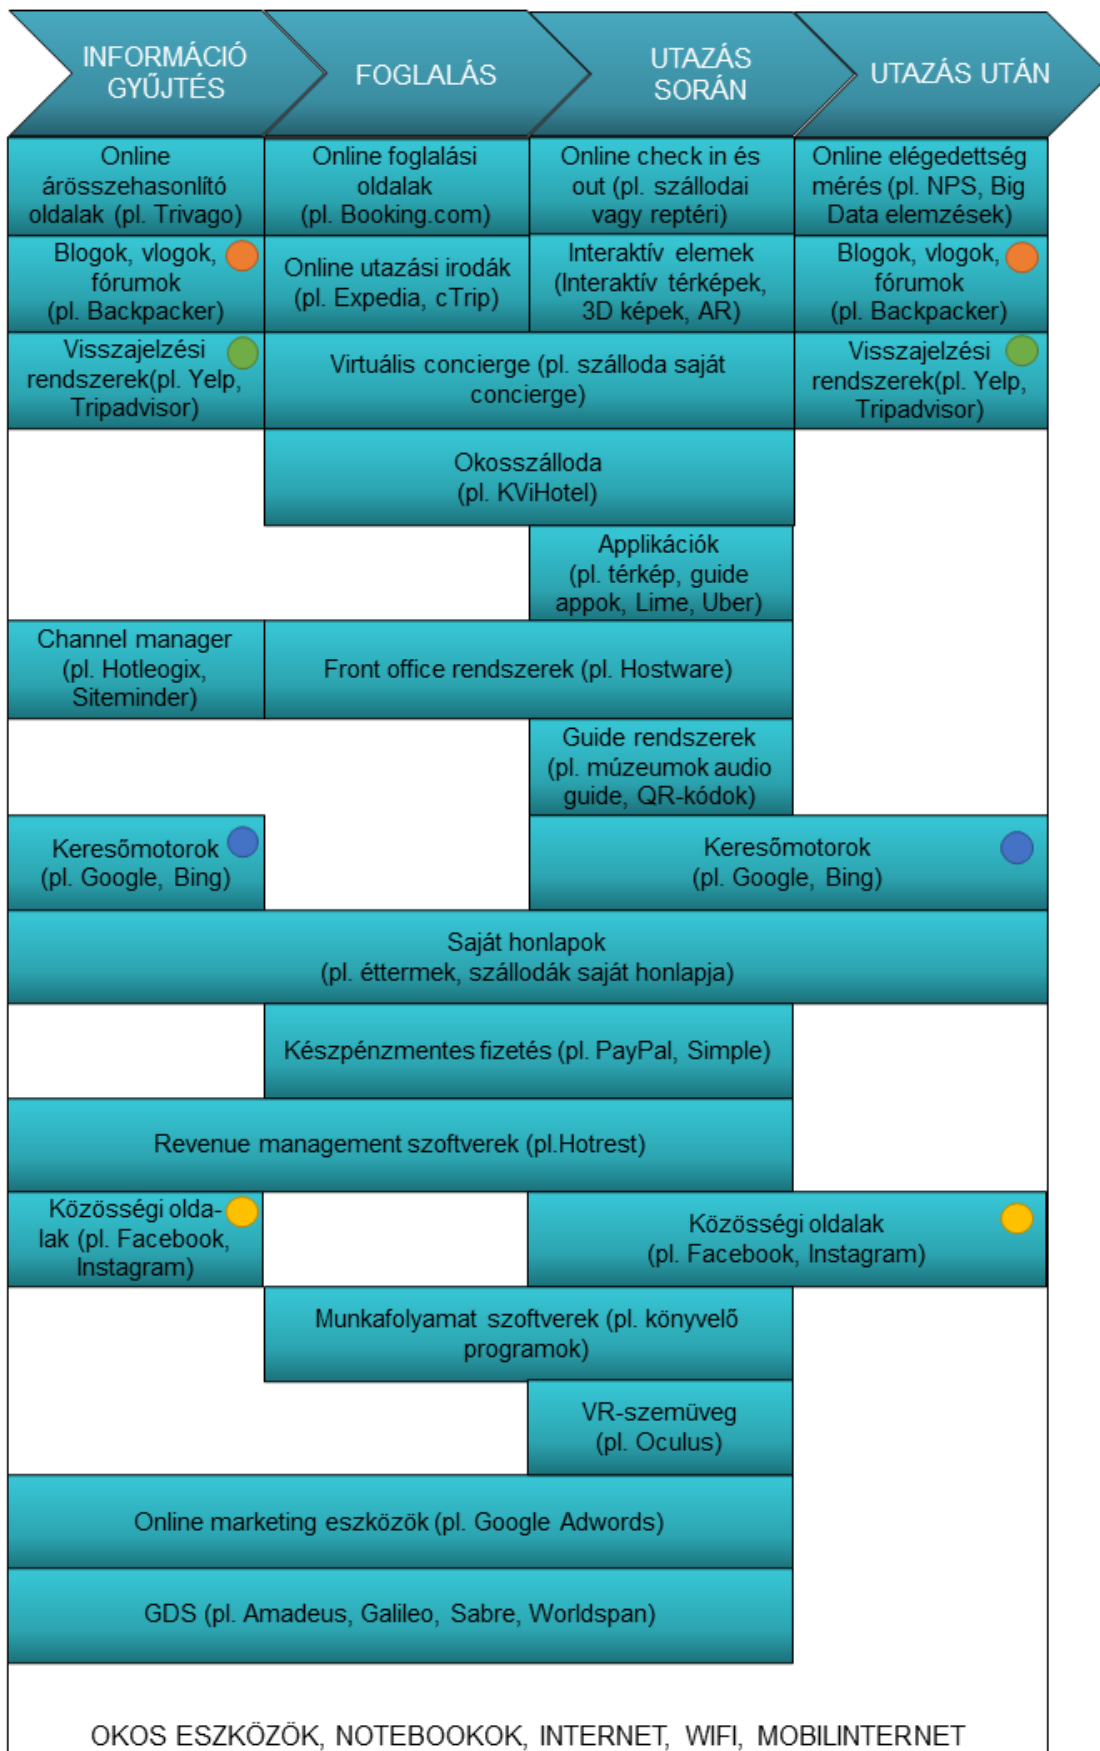 INFORMÁCIÓ
GYŰJTÉS
FOGLALÁS
UTAZÁS
SORÁN
UTAZÁS UTÁN
Online
árösszehasonlító
oldalak (pl. Trivago)
Online foglalási
oldalak
(pl. Booking.com)
Online check in és
out (pl. szállodai
vagy reptéri)
Online elégedettség
mérés (pl. NPS, Big
Data elemzések)
Blogok, vlogok,
fórumok
(pl. Backpacker)
Online utazási irodák
(pl. Expedia, cTrip)
Interaktív elemek
(Interaktív térképek,
3D képek, AR)
Blogok, vlogok,
fórumok
(pl. Backpacker)
Visszajelzési
rendszerek(pl. Yelp,
Tripadvisor)
Virtuális concierge (pl. szálloda saját
concierge)
Visszajelzési
rendszerek(pl. Yelp,
Tripadvisor)
Okosszálloda
(pl. KViHotel)
Applikációk
(pl. térkép, guide
appok, Lime, Uber)
Channel manager
(pl. Hotleogix,
Siteminder)
Front office rendszerek (pl. Hostware)
Guide rendszerek
(pl. múzeumok audio
guide, QR-kódok)
Keresőmotorok
(pl. Google, Bing)
Keresőmotorok
(pl. Google, Bing)
Saját honlapok
(pl. éttermek, szállodák saját honlapja)
Készpénzmentes fizetés (pl. PayPal, Simple)
Revenue management szoftverek (pl.Hotrest)
Közösségi olda-
lak (pl. Facebook,
Instagram)
Közösségi oldalak
(pl. Facebook, Instagram)
Munkafolyamat szoftverek (pl. könyvelő
programok)
VR-szemüveg
(pl. Oculus)
Online marketing eszközök (pl. Google Adwords)
GDS (pl. Amadeus, Galileo, Sabre, Worldspan)
OKOS ESZKÖZÖK, NOTEBOOKOK, INTERNET, WIFI, MOBILINTERNET